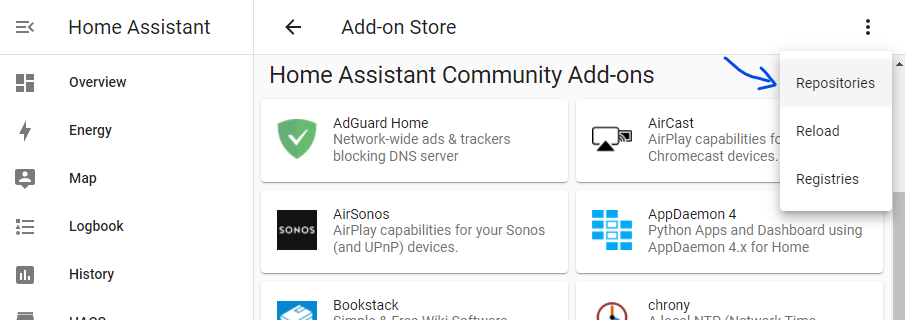 Home Assistant
Add-on Store
Overview
Energy
Map
Logbook
History
HACS
Home Assistant Community Add-ons
AdGuard Home
Network-wide ads & trackers
blocking DNS server
AirCast
AirPlay capabilities fo
Chromecast devices.
SONOS
AirSonos
AirPlay capabilities for your Sonos
(and UPnP) devices.
AppDaemon 4
Python Apps and Dashboard using
AppDaemon 4.x for Home
Bookstack
Simple & Free Wiki Software
chrony
A local NTP (Network Time
Repositories
Reload
Registries